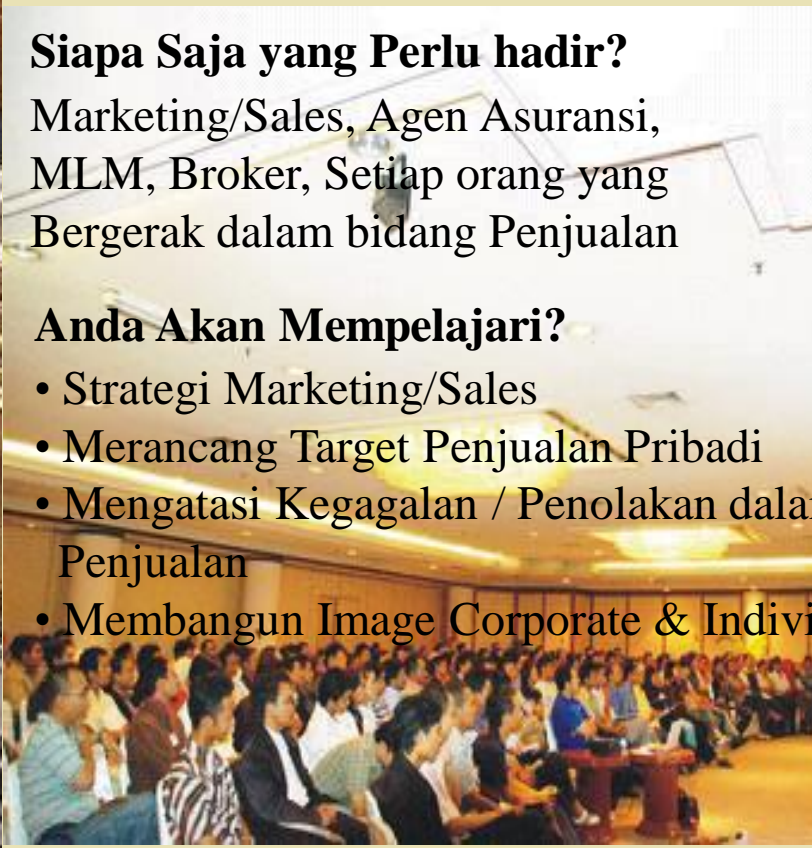 Siapa Saja yang Perlu hadir?
Marketing/Sales, Agen Asuransi,
MLM, Broker, Setiap orang yang
Bergerak dalam bidang Penjualan
Anda Akan Mempelajari?
• Strategi Marketing/Sales
• Merancang Target Penjualan Pribadi
• Mengatasi Kegagalan / Penolakan
Penjualan
• Membangun Image Corporate &